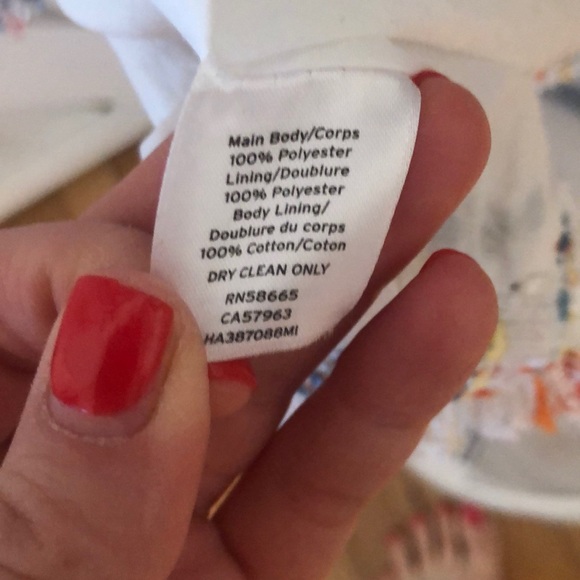 Main Body/Corps
100% Polyester
Lining/Doublure
100% Polyester
Body Lining/
Doublure du corps
100% Cotton/Coton
DRY CLEAN ONLY
RN58665
CA57963
HA387088MI